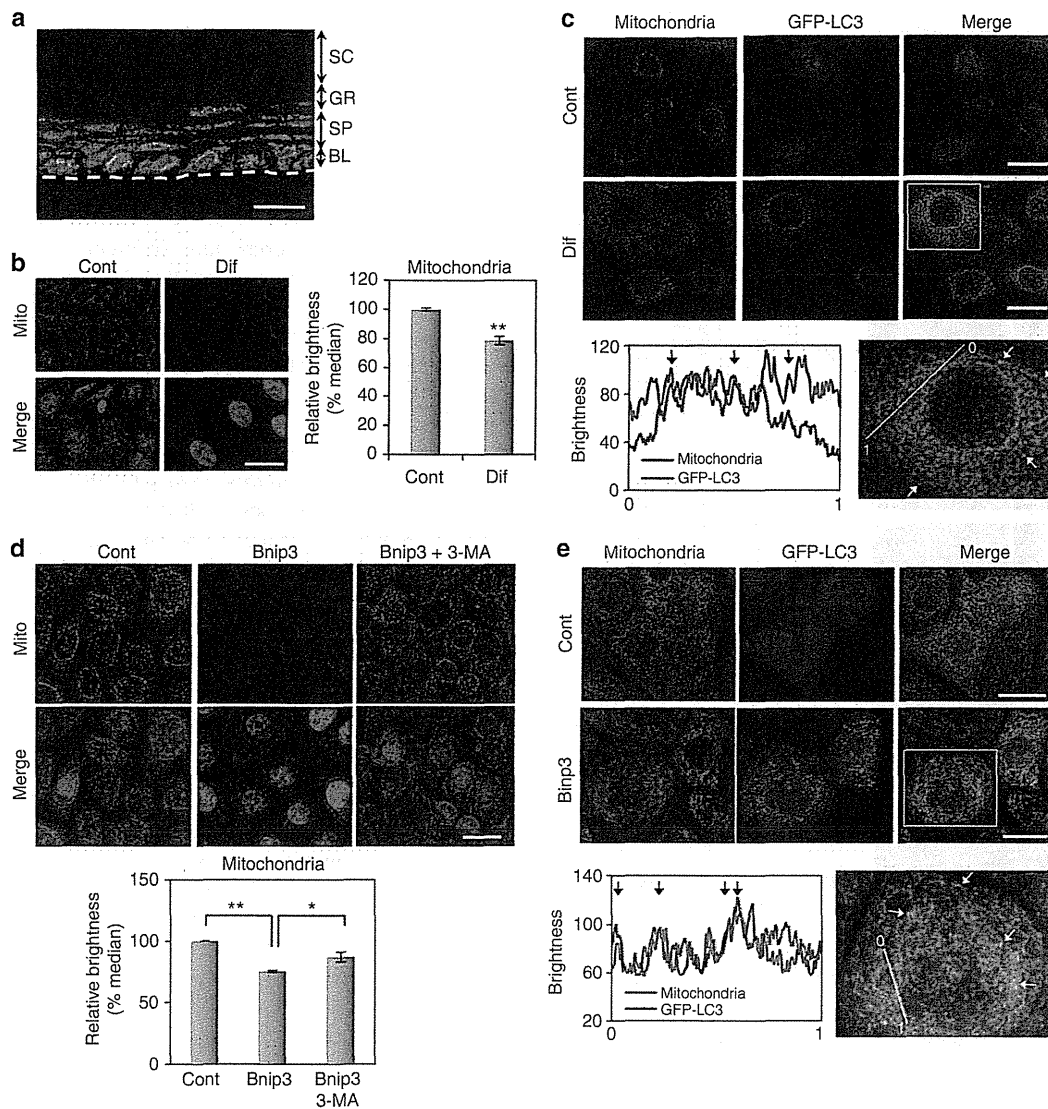 a
SC
GR
SP
BL
b
Cont Dif
Mito
Merge
Mitochondria
Relative brightness
(% median)
120
100
80
60
40
20
0
**
Cont Dif
c
Mitochondria GFP-LC3 Merge
Cont
Dif
Brightness
120
80
40
0
Mitochondria
GFP-LC3
0 1
0
1
d
Cont Bnip3 Bnip3 + 3-MA
Mito
Merge
Mitochondria
Relative brightness
(% median)
150
100
50
0
** *
Cont Bnip3 Bnip3
3-MA
e
Mitochondria GFP-LC3 Merge
Cont
Binp3
Brightness
140
100
60
20
Mitochondria
GFP-LC3
0 1
0
1